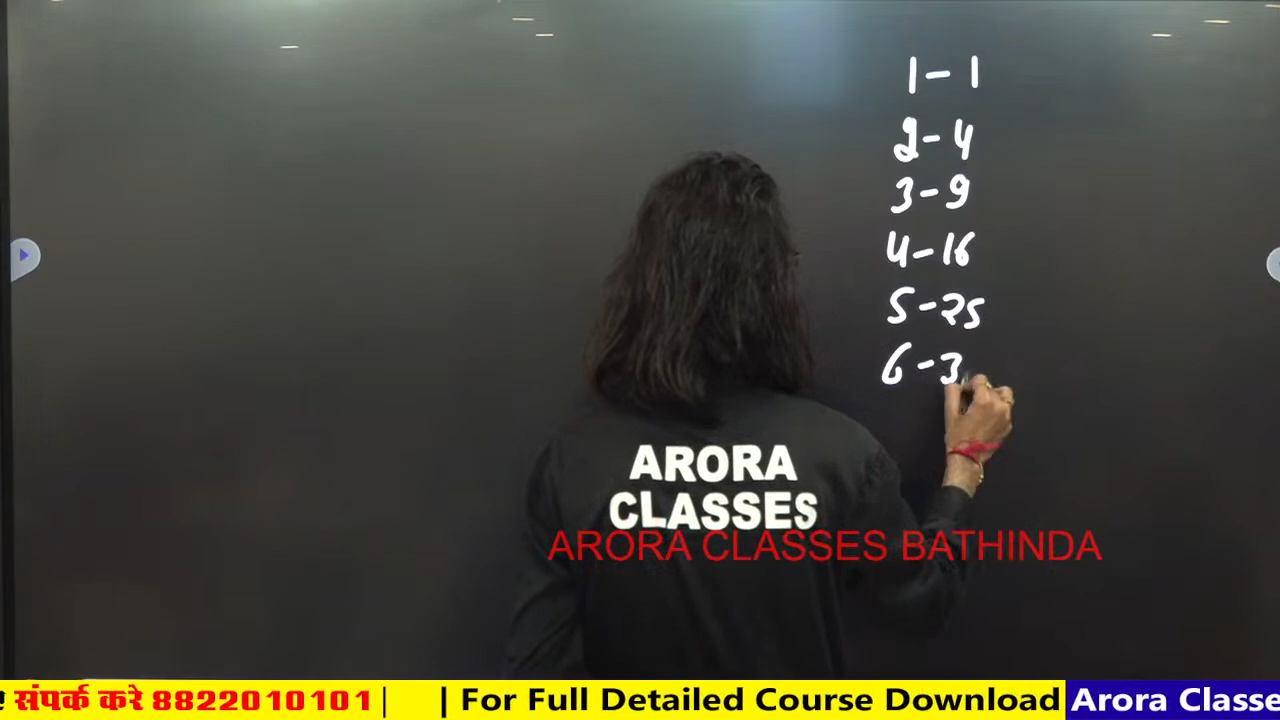 1 - 1
2 - 4
3 - 9
4 - 16
5 - 25
6 - 3
ARORA
CLASSES
ARORA CLASSES BATHINDA
संपर्क करे 8822010101 | | For Full Detailed Course Download Arora Classe